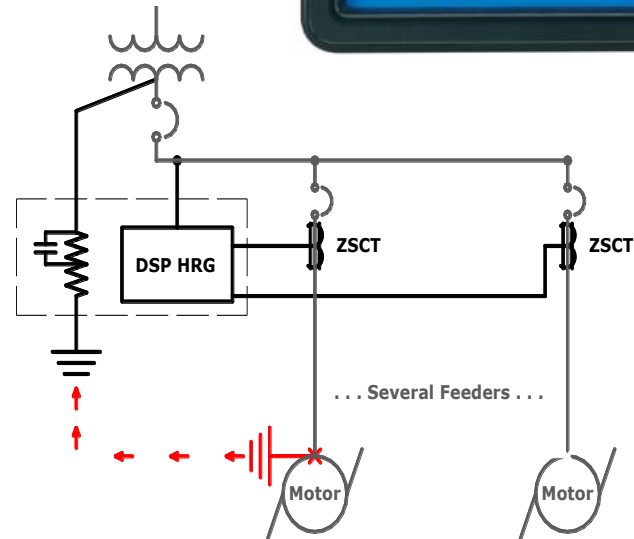 ZSCT
ZSCT
DSP HRG
. . . Several Feeders . . .
Motor
Motor